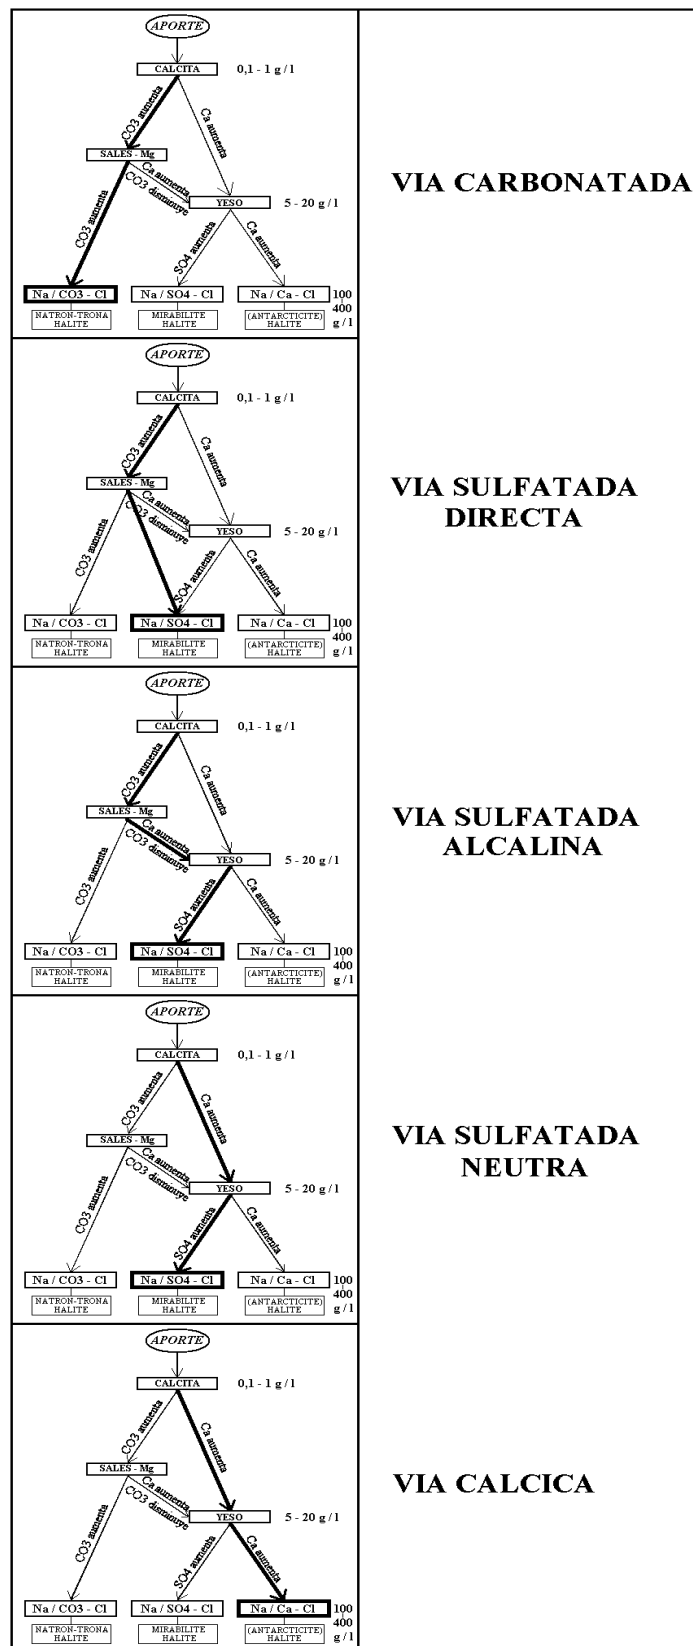 APORTE
CALCITA 0,1 - 1 g / l
CO3 aumenta
Ca aumenta
SALES - Mg
Ca aumenta
CO3 disminuye
CO3 aumenta
YESO 5 - 20 g / l
SO4 aumenta
Ca aumenta
Na / CO3 - Cl Na / SO4 - Cl Na / Ca - Cl 100
400
g / l
NATRON-TRONA MIRABILITE (ANTARCTICITE)
HALITE HALITE HALITE
VIA CARBONATADA
APORTE
CALCITA 0,1 - 1 g / l
CO3 aumenta
Ca aumenta
SALES - Mg
Ca aumenta
CO3 disminuye
CO3 aumenta
YESO 5 - 20 g / l
SO4 aumenta
Ca aumenta
Na / CO3 - Cl Na / SO4 - Cl Na / Ca - Cl 100
400
g / l
NATRON-TRONA MIRABILITE (ANTARCTICITE)
HALITE HALITE HALITE
VIA SULFATADA
DIRECTA
APORTE
CALCITA 0,1 - 1 g / l
CO3 aumenta
Ca aumenta
SALES - Mg
Ca aumenta
CO3 disminuye
CO3 aumenta
YESO 5 - 20 g / l
SO4 aumenta
Ca aumenta
Na / CO3 - Cl Na / SO4 - Cl Na / Ca - Cl 100
400
g / l
NATRON-TRONA MIRABILITE (ANTARCTICITE)
HALITE HALITE HALITE
VIA SULFATADA
ALCALINA
APORTE
CALCITA 0,1 - 1 g / l
CO3 aumenta
Ca aumenta
SALES - Mg
Ca aumenta
CO3 disminuye
CO3 aumenta
YESO 5 - 20 g / l
SO4 aumenta
Ca aumenta
Na / CO3 - Cl Na / SO4 - Cl Na / Ca - Cl 100
400
g / l
NATRON-TRONA MIRABILITE (ANTARCTICITE)
HALITE HALITE HALITE
VIA SULFATADA
NEUTRA
APORTE
CALCITA 0,1 - 1 g / l
CO3 aumenta
Ca aumenta
SALES - Mg
Ca aumenta
CO3 disminuye
CO3 aumenta
YESO 5 - 20 g / l
SO4 aumenta
Ca aumenta
Na / CO3 - Cl Na / SO4 - Cl Na / Ca - Cl 100
400
g / l
NATRON-TRONA MIRABILITE (ANTARCTICITE)
HALITE HALITE HALITE
VIA CALCICA